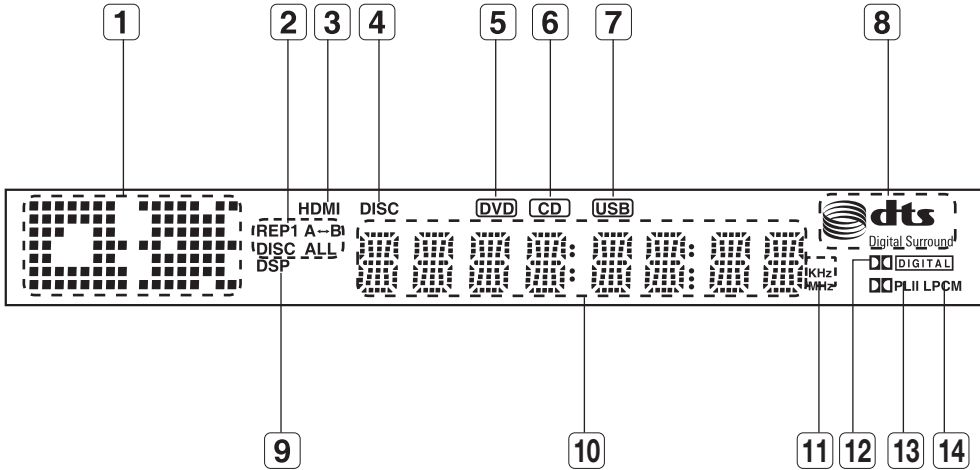 1 2 3 4 5 6 7 8
HDMI DISC DVD CD USB
REP1 A↔B
DISC ALL
DSP
dts
Digital Surround
KHz
MHz
DIGITAL
PLII LPCM
9 10 11 12 13 14